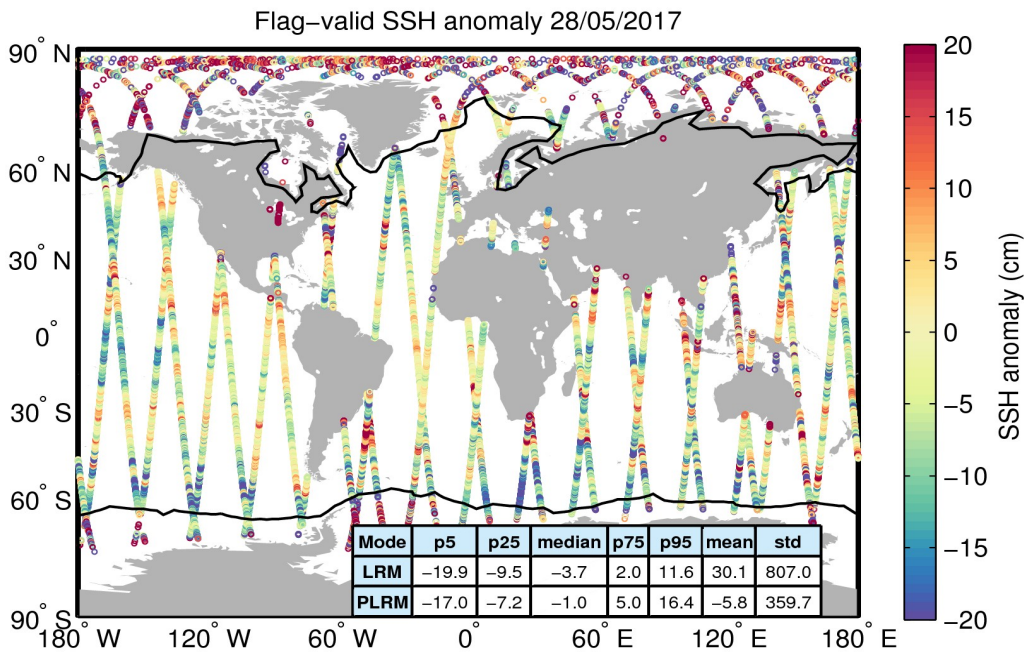 Flag−valid SSH anomaly 28/05/2017
90° N
60° N
30° N
0°
30° S
60° S
90° S
180° W 120° W 60° W 0° 60° E 120° E 180° E
Mode p5 p25 median p75 p95 mean std
LRM −19.9 −9.5 −3.7 2.0 11.6 30.1 807.0
PLRM −17.0 −7.2 −1.0 5.0 16.4 −5.8 359.7
20
15
10
5
0
−5
−10
−15
−20
SSH anomaly (cm)